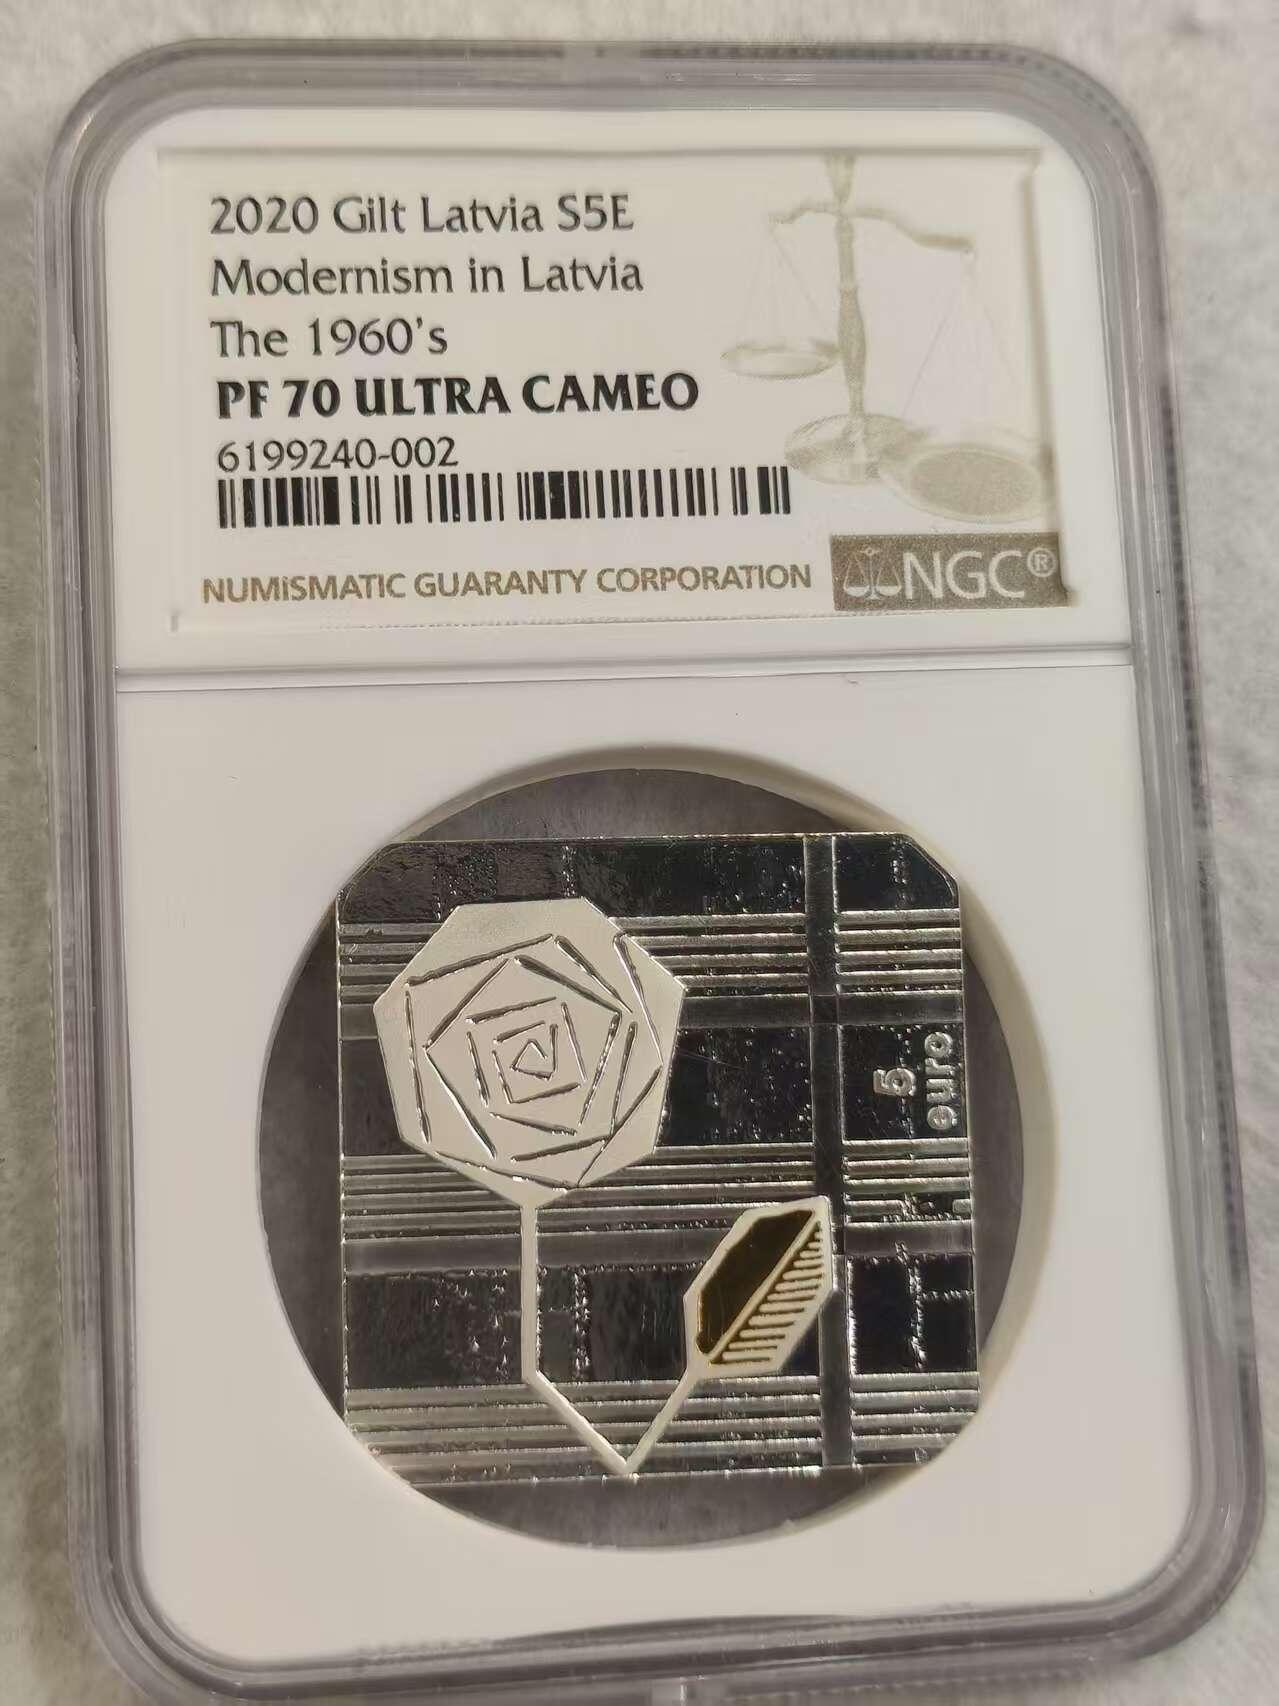 2020 Gilt Latvia S5E
Modernism in Latvia
The 1960's
PF 70 ULTRA CAMEO
6199240-002
NUMiSMATIC GUARANTY CORPORATION
NGC®
5
euro